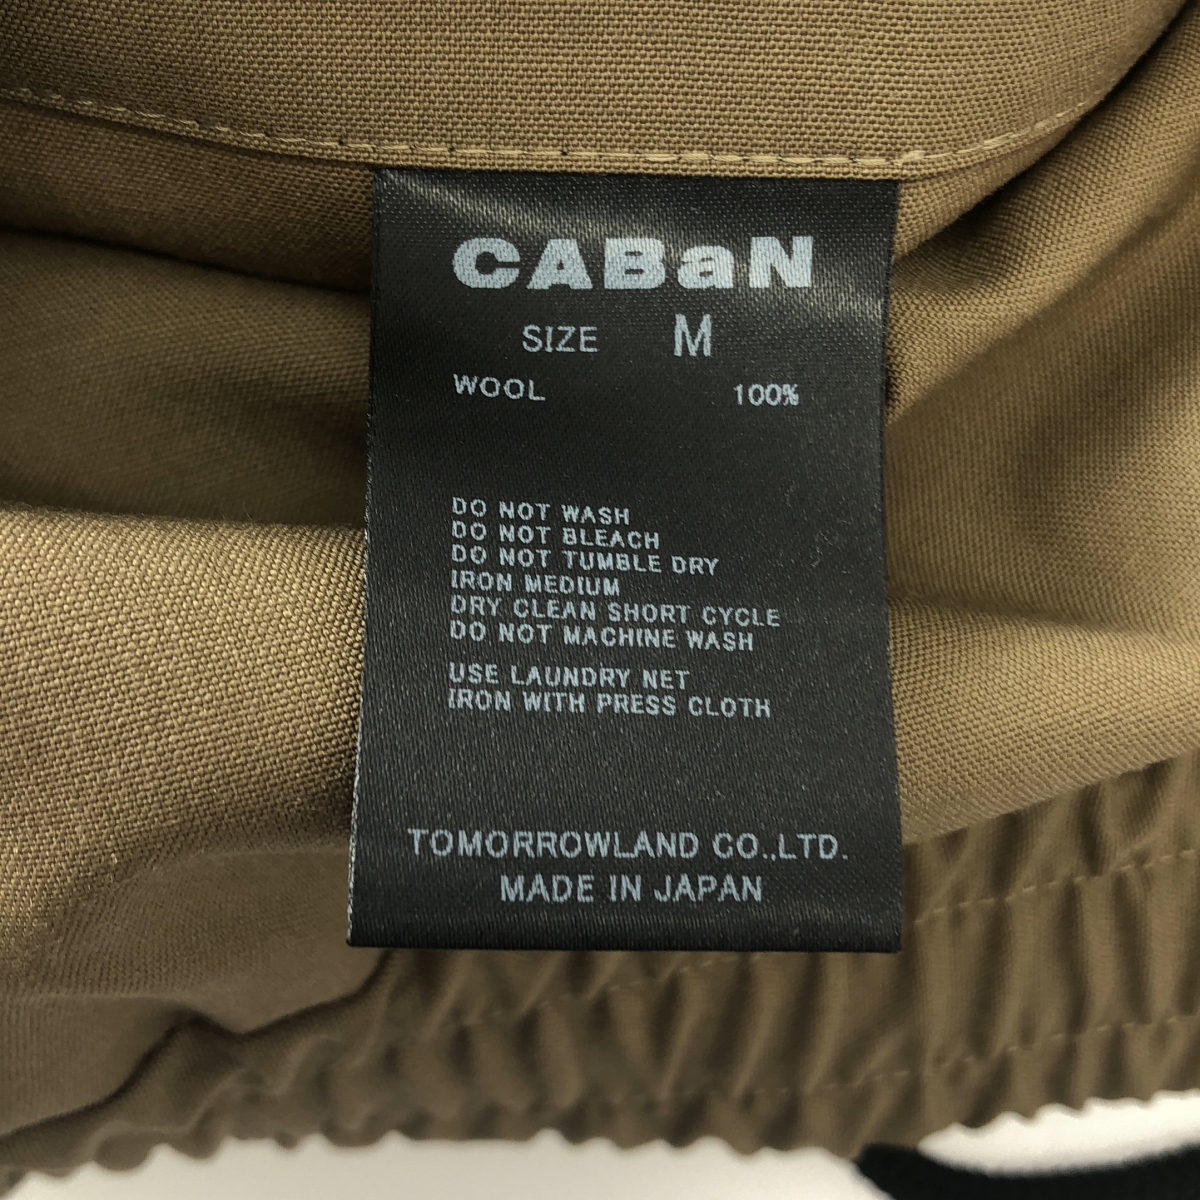 CABaN
SIZE M
WOOL 100%
DO NOT WASH
DO NOT BLEACH
DO NOT TUMBLE DRY
IRON MEDIUM
DRY CLEAN SHORT CYCLE
DO NOT MACHINE WASH
USE LAUNDRY NET
IRON WITH PRESS CLOTH
TOMORROWLAND CO.,LTD.
MADE IN JAPAN